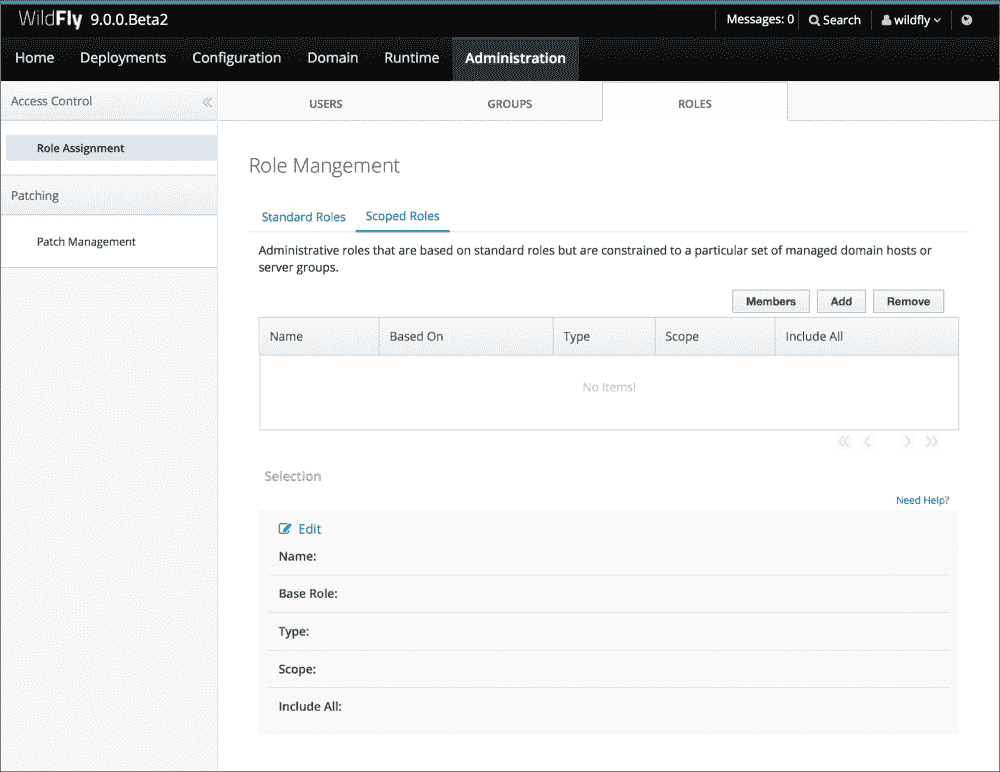 WildFly 9.0.0.Beta2
Messages: 0 Search wildfly
Home Deployments Configuration Domain Runtime Administration
Access Control
USERS GROUPS ROLES
Role Assignment
Role Mangement
Patching
Standard Roles Scoped Roles
Patch Management
Administrative roles that are based on standard roles but are constrained to a particular set of managed domain hosts or
server groups.
Members Add Remove
Name Based On Type Scope Include All
No Items!
Selection
Need Help?
Edit
Name:
Base Role:
Type:
Scope:
Include All: